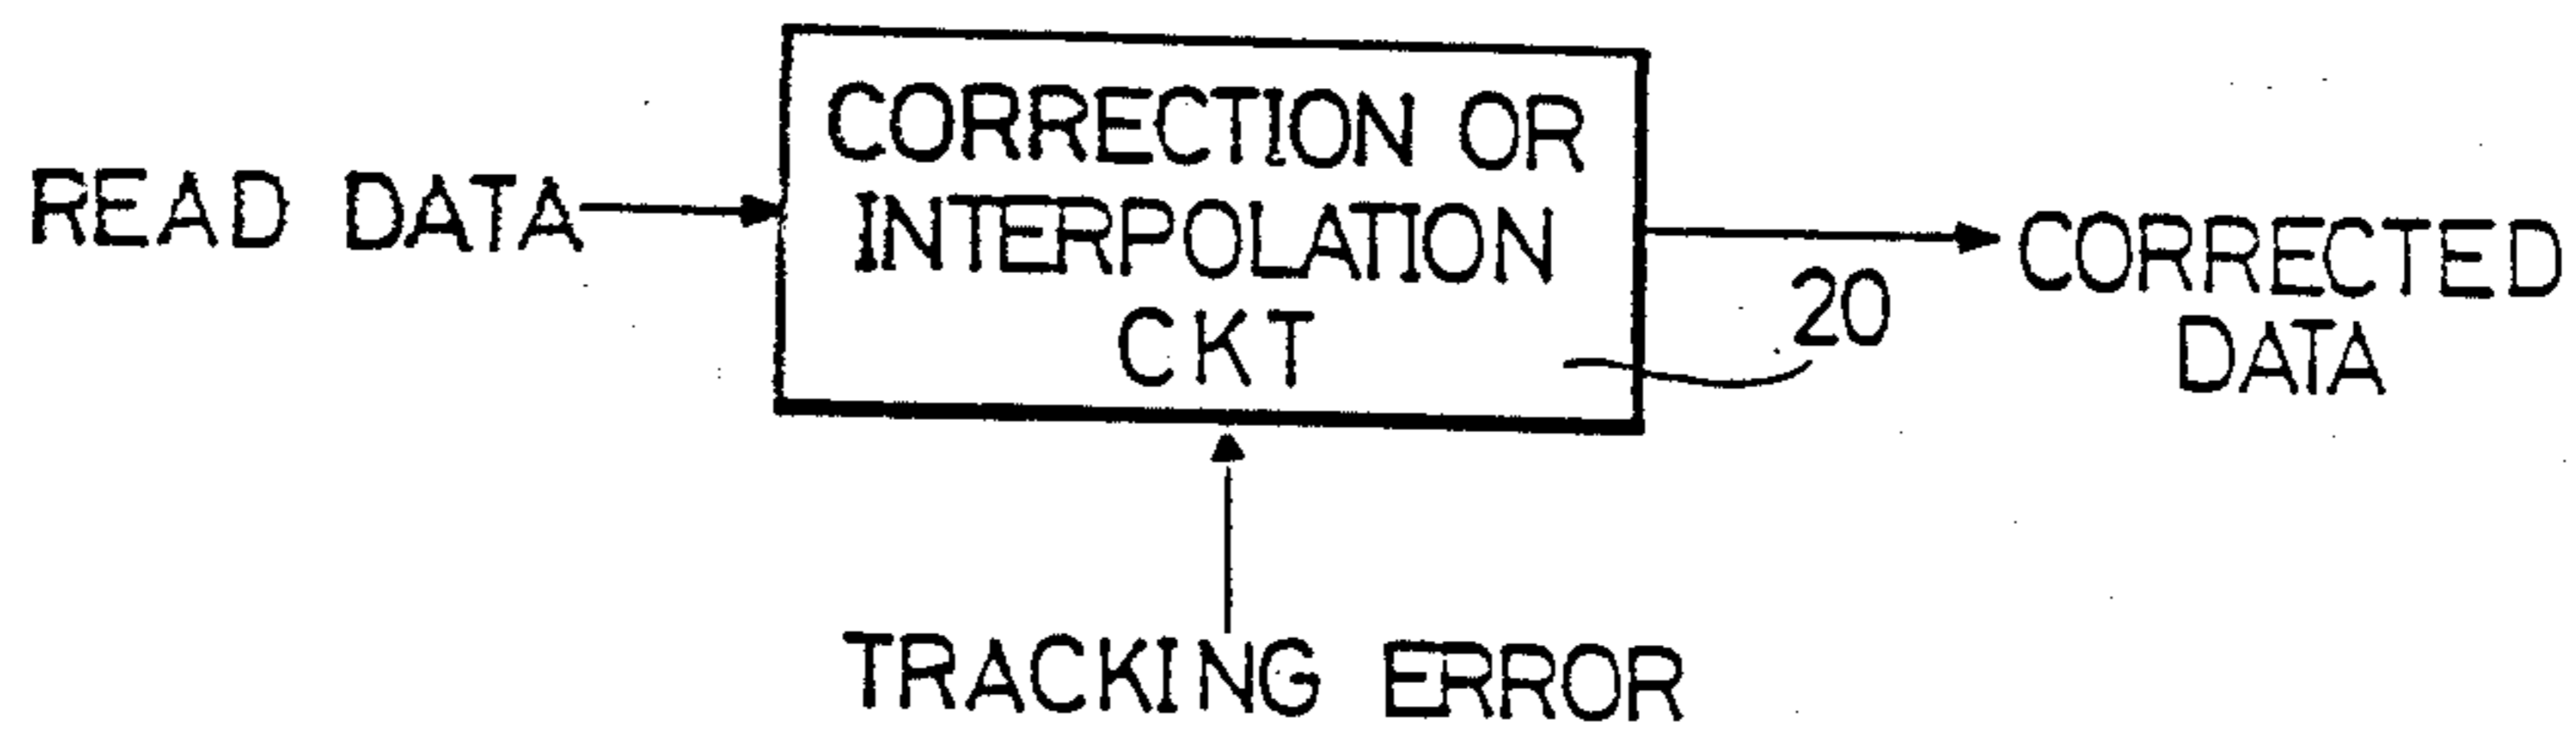 READ DATA
CORRECTION OR
INTERPOLATION
CKT
20
CORRECTED
DATA
TRACKING ERROR